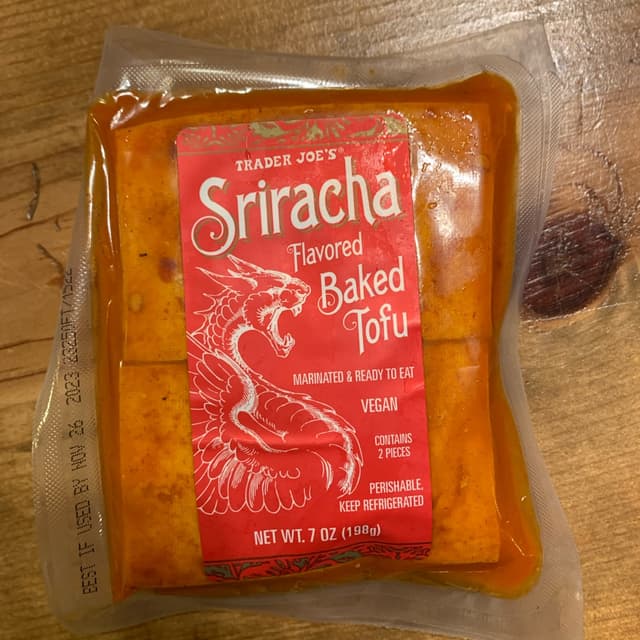 TRADER JOE'S®
Sriracha
Flavored
Baked
Tofu
MARINATED & READY TO EAT
VEGAN
CONTAINS
2 PIECES
PERISHABLE.
KEEP REFRIGERATED
NET WT. 7 OZ (198g)
BEST IF USED BY NOV 26 2023